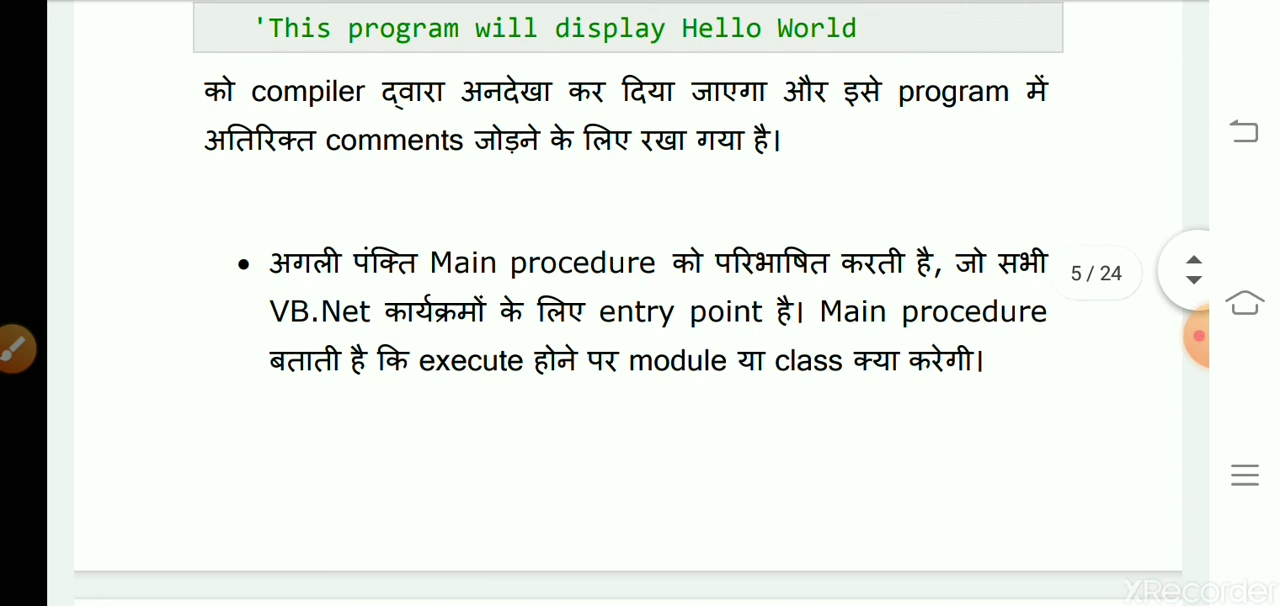 'This program will display Hello World
को compiler द्वारा अनदेखा कर दिया जाएगा और इसे program में
अतिरिक्त comments जोड़ने के लिए रखा गया है।
• अगली पंक्ति Main procedure को परिभाषित करती है, जो सभी
VB.Net कार्यक्रमों के लिए entry point है। Main procedure
बताती है कि execute होने पर module या class क्या करेगी।
5 / 24
XRecorder